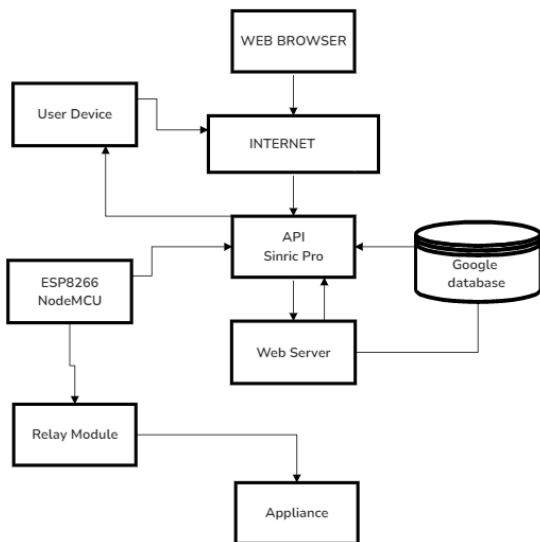 WEB BROWSER
User Device
INTERNET
API
Sinric Pro
Google
database
ESP8266
NodeMCU
Web Server
Relay Module
Appliance